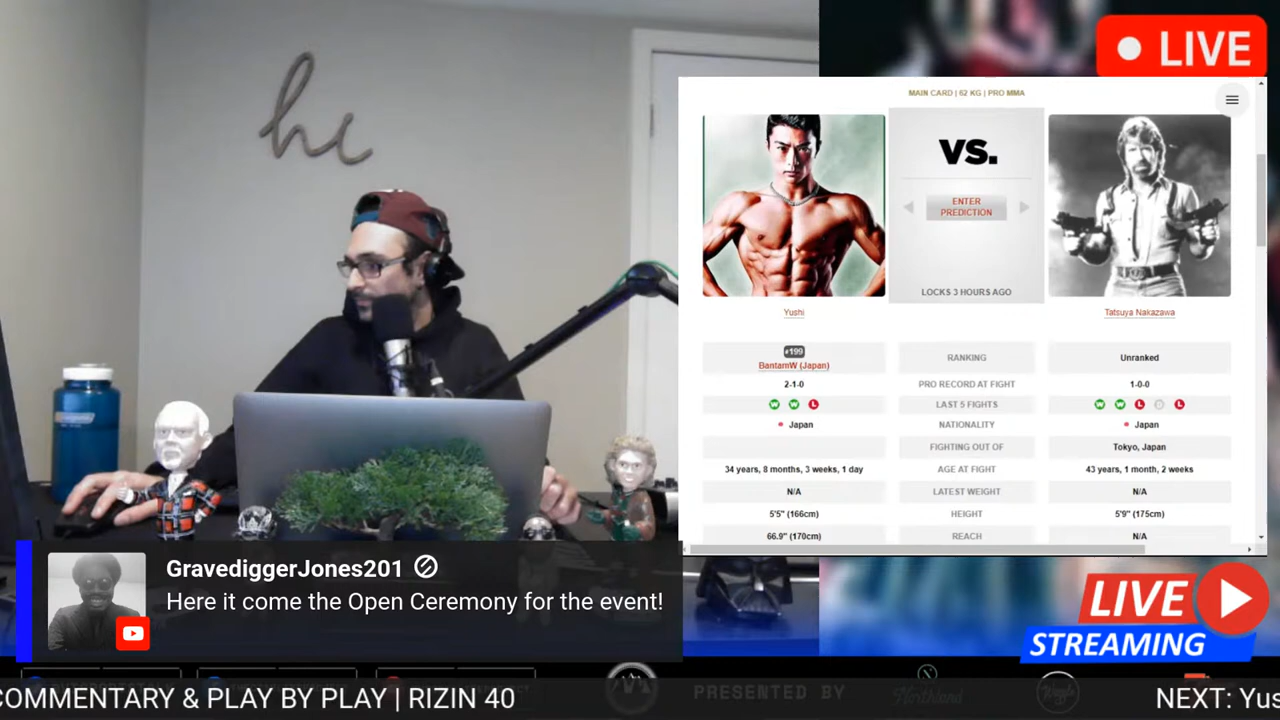 hi
LIVE
MAIN CARD | 62 KG | PRO MMA
VS.
ENTER
PREDICTION
LOCKS 3 HOURS AGO
Yushi
Tatsuya Nakazawa
#199
BantamW (Japan)
RANKING
Unranked
2-1-0
PRO RECORD AT FIGHT
1-0-0
W W L
LAST 5 FIGHTS
W W L D L
Japan
NATIONALITY
Japan
FIGHTING OUT OF
Tokyo, Japan
34 years, 8 months, 3 weeks, 1 day
AGE AT FIGHT
43 years, 1 month, 2 weeks
N/A
LATEST WEIGHT
N/A
5'5" (166cm)
HEIGHT
5'9" (175cm)
66.9" (170cm)
REACH
N/A
GravediggerJones201
Here it come the Open Ceremony for the event!
LIVE
STREAMING
PRESENTED BY
Northland
COMMENTARY & PLAY BY PLAY | RIZIN 40
NEXT: Yus